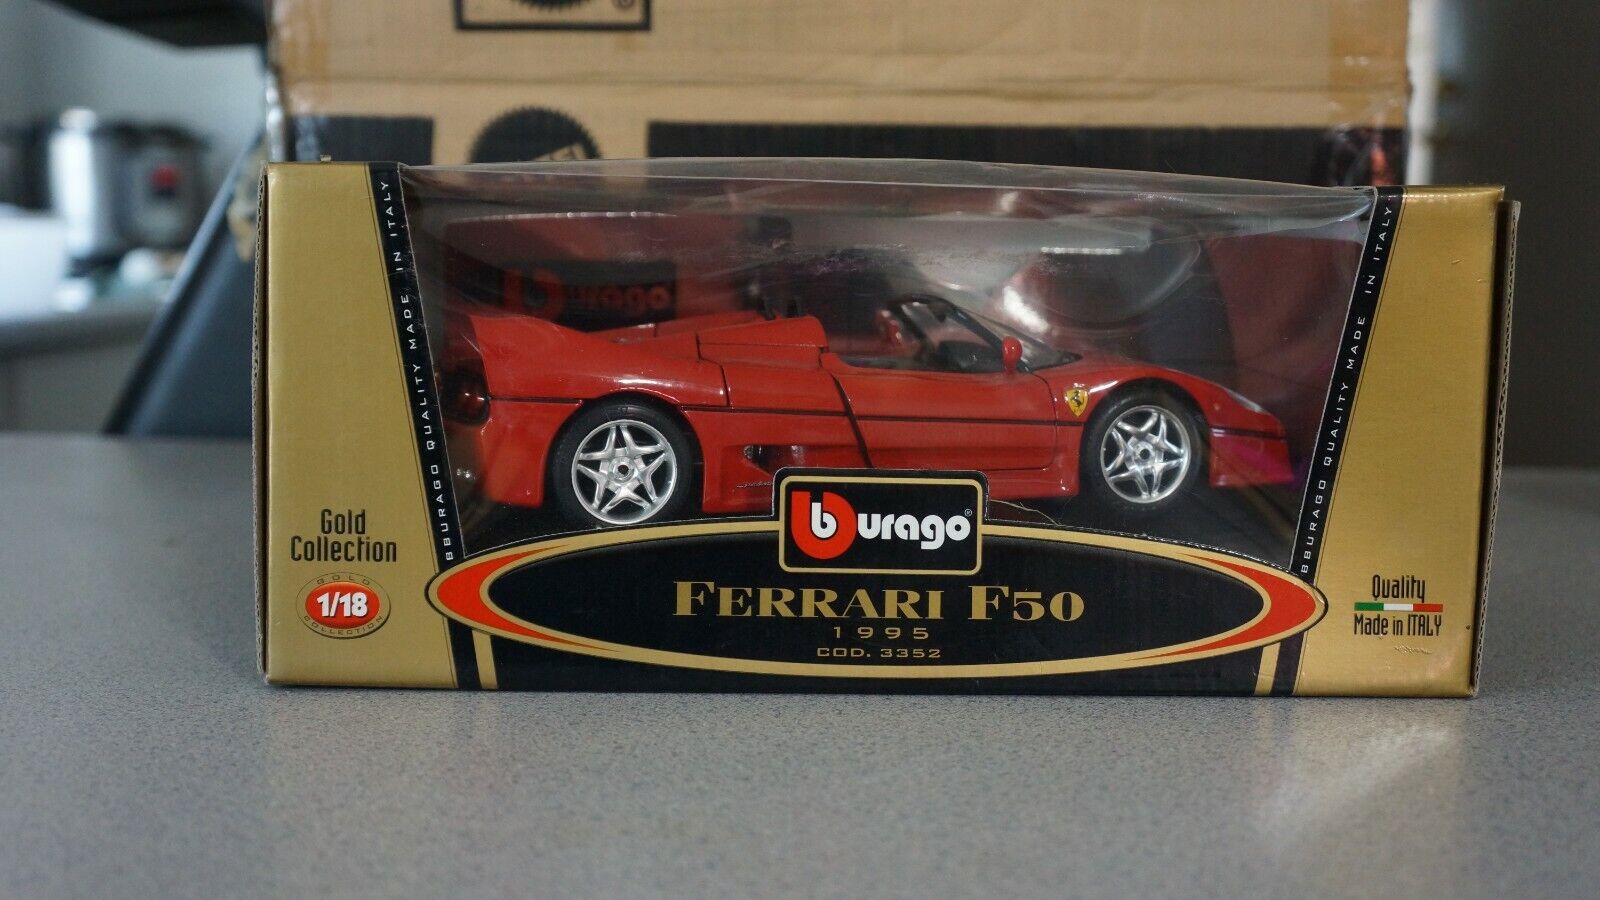 BBURAGO QUALITY MADE IN ITALY
burago
Gold
Collection
GOLD
1/18
COLLECTION
burago®
FERRARI F50
1995
COD. 3352
BBURAGO QUALITY MADE IN ITALY
Quality
Made in ITALY